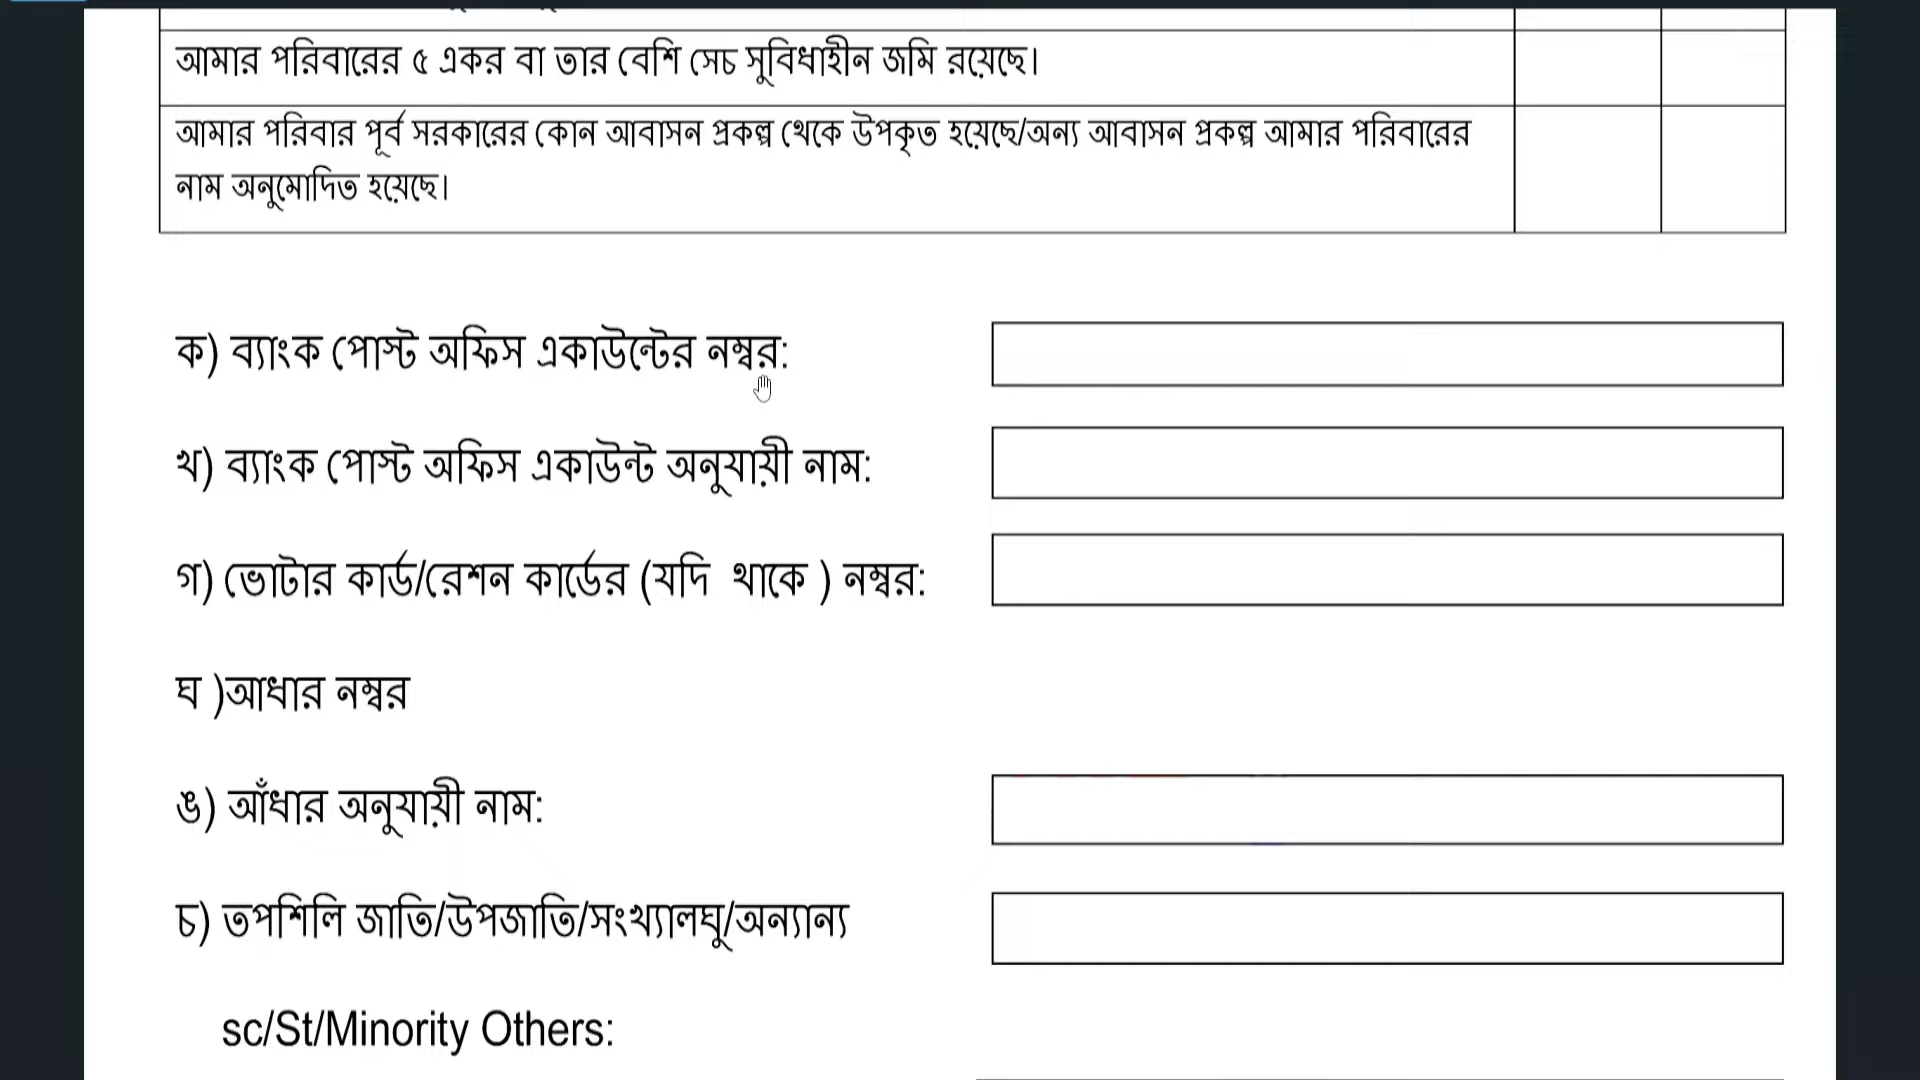 আমার পরিবারের ৫ একর বা তার বেশি সেচ সুবিধাহীন জমি রয়েছে।
আমার পরিবার পূর্ব সরকারের কোন আবাসন প্রকল্প থেকে উপকৃত হয়েছে/অন্য আবাসন প্রকল্প আমার পরিবারের
নাম অনুমোদিত হয়েছে।
ক) ব্যাংক পোস্ট অফিস একাউন্টের নম্বর:
খ) ব্যাংক পোস্ট অফিস একাউন্ট অনুযায়ী নাম:
গ) ভোটার কার্ড/রেশন কার্ডের (যদি থাকে ) নম্বর:
ঘ )আধার নম্বর
ঙ) আঁধার অনুযায়ী নাম:
চ) তপশিলি জাতি/উপজাতি/সংখ্যালঘু/অন্যান্য
sc/St/Minority Others: